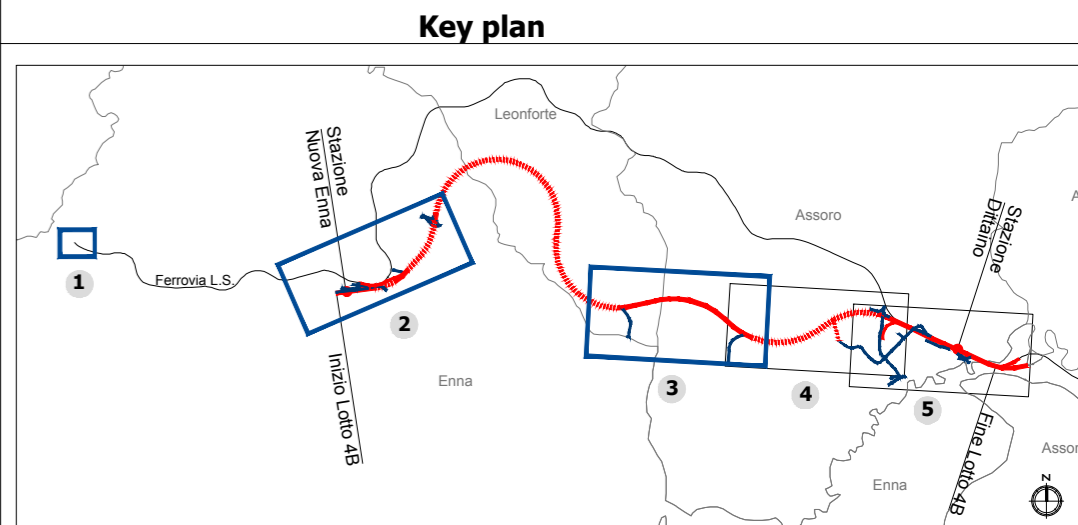 Key plan
Leonforte
Stazione
Nuova Enna
Assoro
A
Stazione
Dittaino
1
Ferrovia L.S.
2
Inizio Lotto 4B
Enna
3
4
5
Fine Lotto 4B
Assor
Enna
N